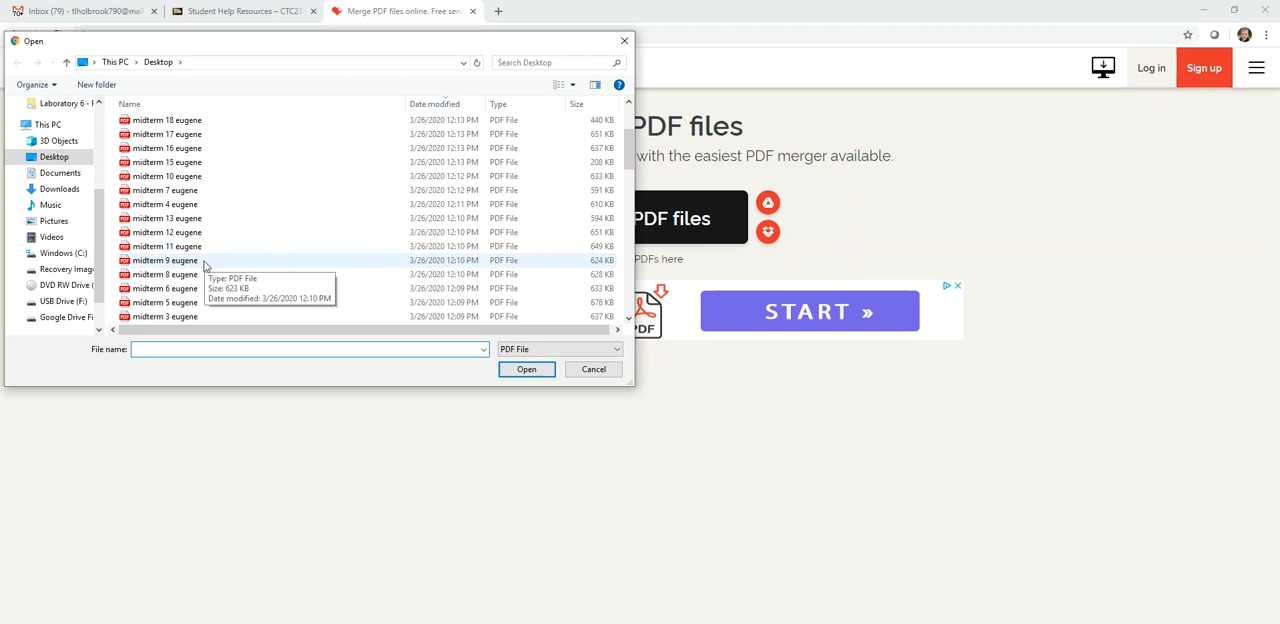 Inbox (79) - tlholbrook790@mai
Student Help Resources – CTC23
Merge PDF files online. Free serv
Open
This PC
Desktop
Search Desktop
Log in
Sign up
Organize
New folder
Laboratory 6 - F
This PC
3D Objects
Desktop
Documents
Downloads
Music
Pictures
Videos
Windows (C:)
Recovery Imag
DVD RW Drive (
USB Drive (F:)
Google Drive Fi
Name Date modified Type Size
midterm 18 eugene 3/26/2020 12:13 PM PDF File 440 KB
midterm 17 eugene 3/26/2020 12:13 PM PDF File 651 KB
midterm 16 eugene 3/26/2020 12:13 PM PDF File 637 KB
midterm 15 eugene 3/26/2020 12:13 PM PDF File 208 KB
midterm 10 eugene 3/26/2020 12:12 PM PDF File 633 KB
midterm 7 eugene 3/26/2020 12:12 PM PDF File 591 KB
midterm 4 eugene 3/26/2020 12:11 PM PDF File 610 KB
midterm 13 eugene 3/26/2020 12:10 PM PDF File 594 KB
midterm 12 eugene 3/26/2020 12:10 PM PDF File 651 KB
midterm 11 eugene 3/26/2020 12:10 PM PDF File 649 KB
midterm 9 eugene 3/26/2020 12:10 PM PDF File 624 KB
midterm 8 eugene 3/26/2020 12:10 PM PDF File 628 KB
midterm 6 eugene 3/26/2020 12:09 PM PDF File 633 KB
midterm 5 eugene 3/26/2020 12:09 PM PDF File 676 KB
midterm 3 eugene 3/26/2020 12:09 PM PDF File 637 KB
Type: PDF File
Size: 623 KB
Date modified: 3/26/2020 12:10 PM
File name:
PDF File
Open
Cancel
PDF files
with the easiest PDF merger available.
PDF files
PDFs here
PDF
START »